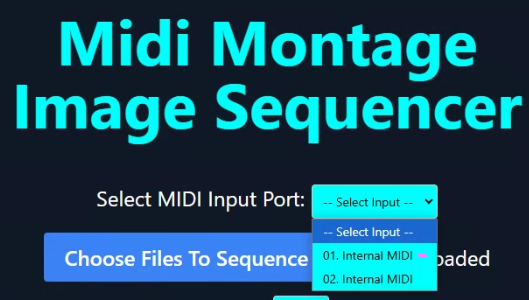 Midi Montage
Image Sequencer
Select MIDI Input Port: -- Select Input --
-- Select Input --
01. Internal MIDI
Choose Files To Sequence
02. Internal MIDI